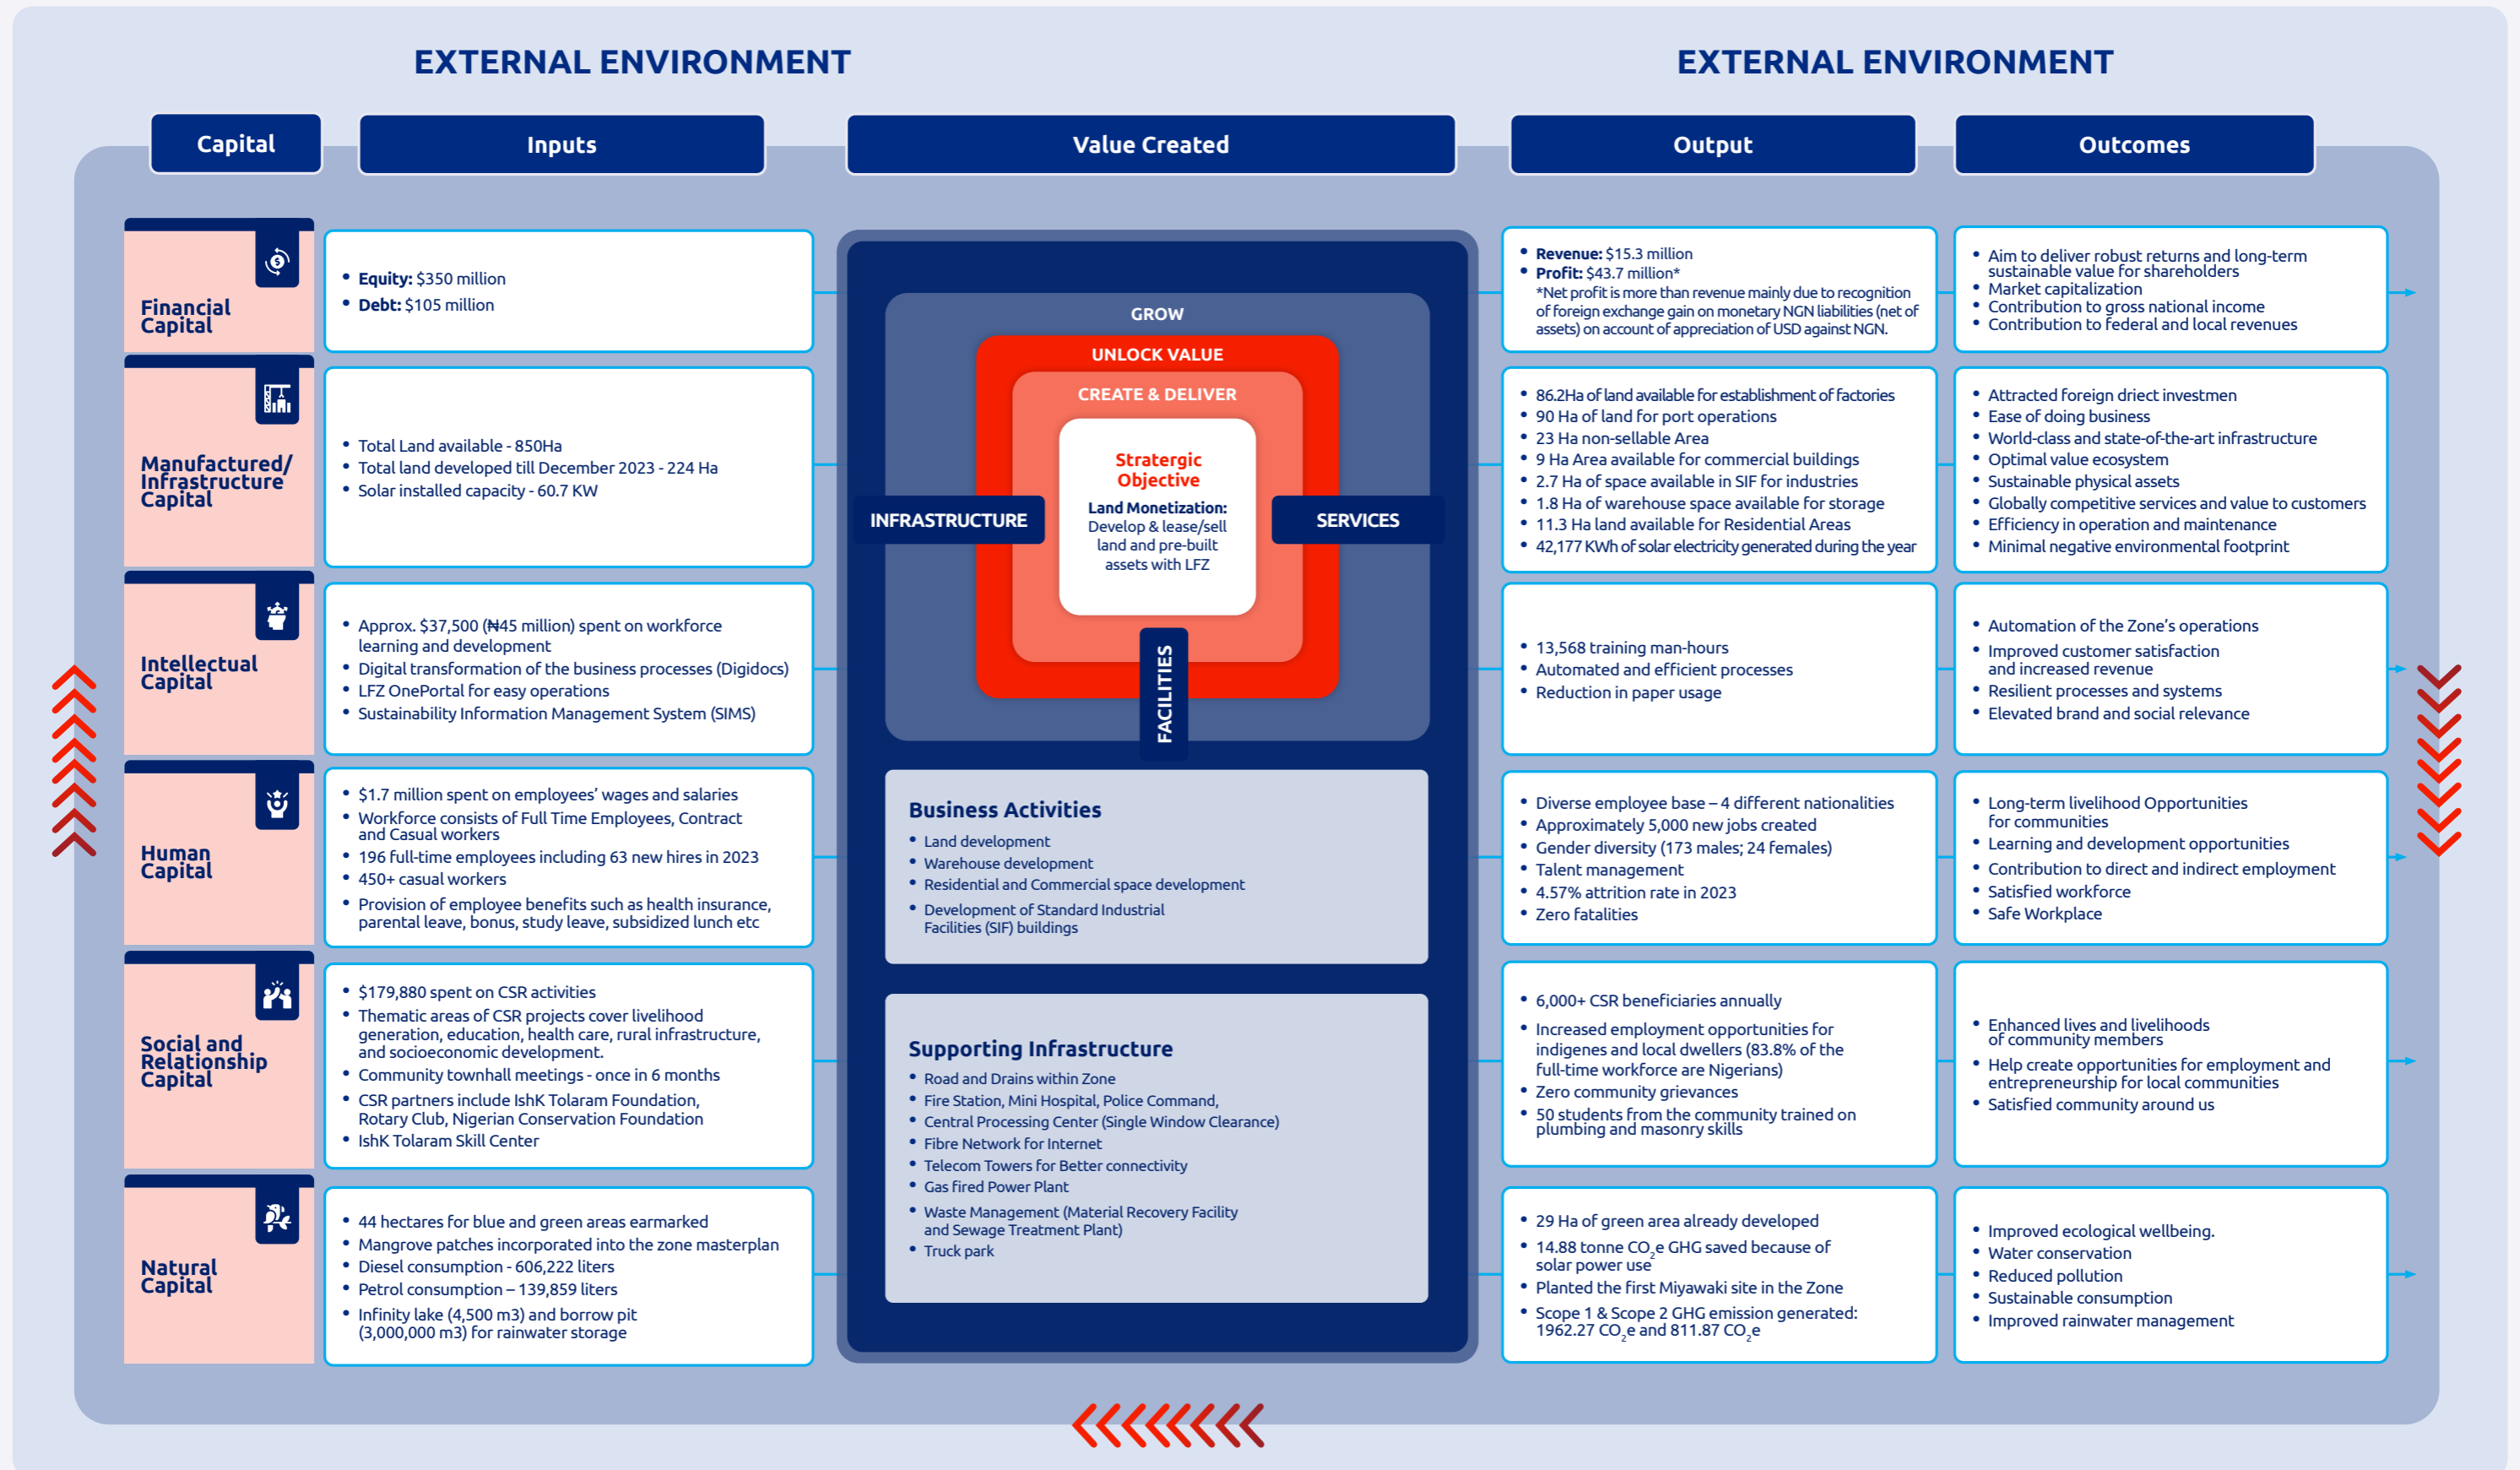 EXTERNAL ENVIRONMENT
EXTERNAL ENVIRONMENT
Capital
Inputs
Value Created
Output
Outcomes
Financial
Capital
• Equity: $350 million
• Debt: $105 million
• Revenue: $15.3 million
• Profit: $43.7 million*
*Net profit is more than revenue mainly due to recognition
of foreign exchange gain on monetary NGN liabilities (net of
assets) on account of appreciation of USD against NGN.
• Aim to deliver robust returns and long-term
sustainable value for shareholders
• Market capitalization
• Contribution to gross national income
• Contribution to federal and local revenues
Manufactured/
Infrastructure
Capital
• Total Land available - 850Ha
• Total land developed till December 2023 - 224 Ha
• Solar installed capacity - 60.7 KW
• 86.2Ha of land available for establishment of factories
• 90 Ha of land for port operations
• 23 Ha non-sellable Area
• 9 Ha Area available for commercial buildings
• 2.7 Ha of space available in SIF for industries
• 1.8 Ha of warehouse space available for storage
• 11.3 Ha land available for Residential Areas
• 42,177 KWh of solar electricity generated during the year
• Attracted foreign driect investmen
• Ease of doing business
• World-class and state-of-the-art infrastructure
• Optimal value ecosystem
• Sustainable physical assets
• Globally competitive services and value to customers
• Efficiency in operation and maintenance
• Minimal negative environmental footprint
Intellectual
Capital
• Approx. $37,500 (₦45 million) spent on workforce
learning and development
• Digital transformation of the business processes (Digidocs)
• LFZ OnePortal for easy operations
• Sustainability Information Management System (SIMS)
• 13,568 training man-hours
• Automated and efficient processes
• Reduction in paper usage
• Automation of the Zone’s operations
• Improved customer satisfaction
and increased revenue
• Resilient processes and systems
• Elevated brand and social relevance
Human
Capital
• $1.7 million spent on employees’ wages and salaries
• Workforce consists of Full Time Employees, Contract
and Casual workers
• 196 full-time employees including 63 new hires in 2023
• 450+ casual workers
• Provision of employee benefits such as health insurance,
parental leave, bonus, study leave, subsidized lunch etc
• Diverse employee base – 4 different nationalities
• Approximately 5,000 new jobs created
• Gender diversity (173 males; 24 females)
• Talent management
• 4.57% attrition rate in 2023
• Zero fatalities
• Long-term livelihood Opportunities
for communities
• Learning and development opportunities
• Contribution to direct and indirect employment
• Satisfied workforce
• Safe Workplace
Social and
Relationship
Capital
• $179,880 spent on CSR activities
• Thematic areas of CSR projects cover livelihood
generation, education, health care, rural infrastructure,
and socioeconomic development.
• Community townhall meetings - once in 6 months
• CSR partners include IshK Tolaram Foundation,
Rotary Club, Nigerian Conservation Foundation
• IshK Tolaram Skill Center
• 6,000+ CSR beneficiaries annually
• Increased employment opportunities for
indigenes and local dwellers (83.8% of the
full-time workforce are Nigerians)
• Zero community grievances
• 50 students from the community trained on
plumbing and masonry skills
• Enhanced lives and livelihoods
of community members
• Help create opportunities for employment and
entrepreneurship for local communities
• Satisfied community around us
Natural
Capital
• 44 hectares for blue and green areas earmarked
• Mangrove patches incorporated into the zone masterplan
• Diesel consumption - 606,222 liters
• Petrol consumption – 139,859 liters
• Infinity lake (4,500 m3) and borrow pit
(3,000,000 m3) for rainwater storage
• 29 Ha of green area already developed
• 14.88 tonne CO₂e GHG saved because of
solar power use
• Planted the first Miyawaki site in the Zone
• Scope 1 & Scope 2 GHG emission generated:
1962.27 CO₂e and 811.87 CO₂e
• Improved ecological wellbeing.
• Water conservation
• Reduced pollution
• Sustainable consumption
• Improved rainwater management
GROW
UNLOCK VALUE
CREATE & DELIVER
Stratergic
Objective
Land Monetization:
Develop & lease/sell
land and pre-built
assets with LFZ
INFRASTRUCTURE
SERVICES
FACILITIES
Business Activities
• Land development
• Warehouse development
• Residential and Commercial space development
• Development of Standard Industrial
Facilities (SIF) buildings
Supporting Infrastructure
• Road and Drains within Zone
• Fire Station, Mini Hospital, Police Command,
• Central Processing Center (Single Window Clearance)
• Fibre Network for Internet
• Telecom Towers for Better connectivity
• Gas fired Power Plant
• Waste Management (Material Recovery Facility
and Sewage Treatment Plant)
• Truck park